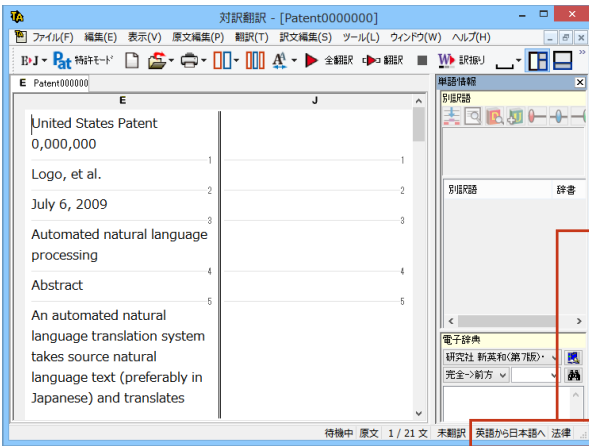 対訳翻訳 - [Patent0000000]
ファイル(F) 編集(E) 表示(V) 原文編集(P) 翻訳(T) 訳文編集(S) ツール(L) ウィンドウ(W) ヘルプ(H)
E▸J Pat 特許モード 全翻訳 翻訳 W 訳振り
E Patent000000
E J
United States Patent
0,000,000
1 1
Logo, et al.
2 2
July 6, 2009
3 3
Automated natural language
processing
4 4
Abstract
5 5
An automated natural
language translation system
takes source natural
language text (preferably in
Japanese) and translates
単語情報
別訳語
別訳語 辞書
電子辞典
研究社 新英和(第7版)・
完全->前方
待機中 原文 1 / 21 文 未翻訳 英語から日本語へ 法律